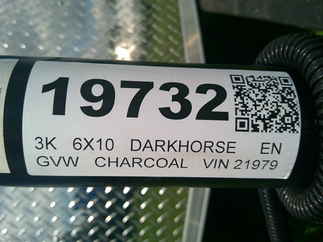 19732
3K 6X10 DARKHORSE EN
GVW CHARCOAL VIN 21979